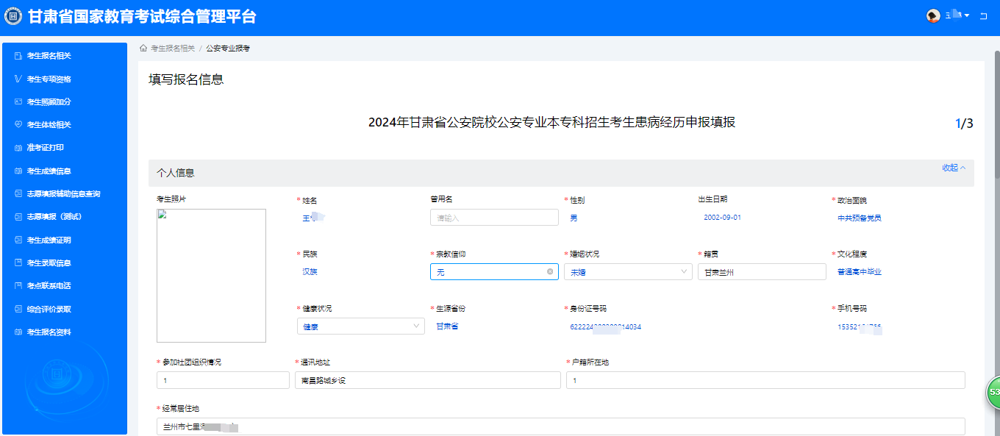 甘肃省国家教育考试综合管理平台
考生报名相关
考生专项资格
考生照顾加分
考生体检相关
准考证打印
考生成绩信息
志愿填报辅助信息查询
志愿填报（测试）
考生成绩证明
考生录取信息
考点联系电话
综合评价录取
考生报名资料
考生报名相关 / 公安专业报考
填写报名信息
2024年甘肃省公安院校公安专业本专科招生考生患病经历申报填报
1/3
个人信息
收起
考生照片
* 姓名
王
曾用名
请输入
* 性别
男
出生日期
2002-09-01
* 政治面貌
中共预备党员
* 民族
汉族
* 宗教信仰
无
* 婚姻状况
未婚
* 籍贯
甘肃兰州
* 文化程度
普通高中毕业
* 健康状况
健康
* 生源省份
甘肃省
* 身份证号码
* 手机号码
* 参加社团组织情况
1
* 通讯地址
南昌路城乡设
* 户籍所在地
1
* 经常居住地
兰州市七里
53